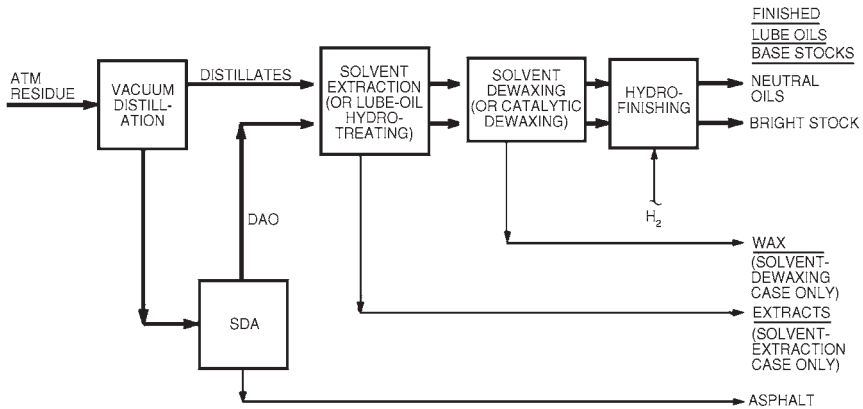 FINISHED
LUBE OILS
BASE STOCKS
ATM
RESIDUE
VACUUM
DISTILL-
ATION
DISTILLATES
SOLVENT
EXTRACTION
(OR LUBE-OIL
HYDRO-
TREATING)
SOLVENT
DEWAXING
(OR CATALYTIC
DEWAXING)
HYDRO-
FINISHING
NEUTRAL
OILS
BRIGHT STOCK
DAO
H2
WAX
(SOLVENT-
DEWAXING
CASE ONLY)
SDA
EXTRACTS
(SOLVENT-
EXTRACTION
CASE ONLY)
ASPHALT